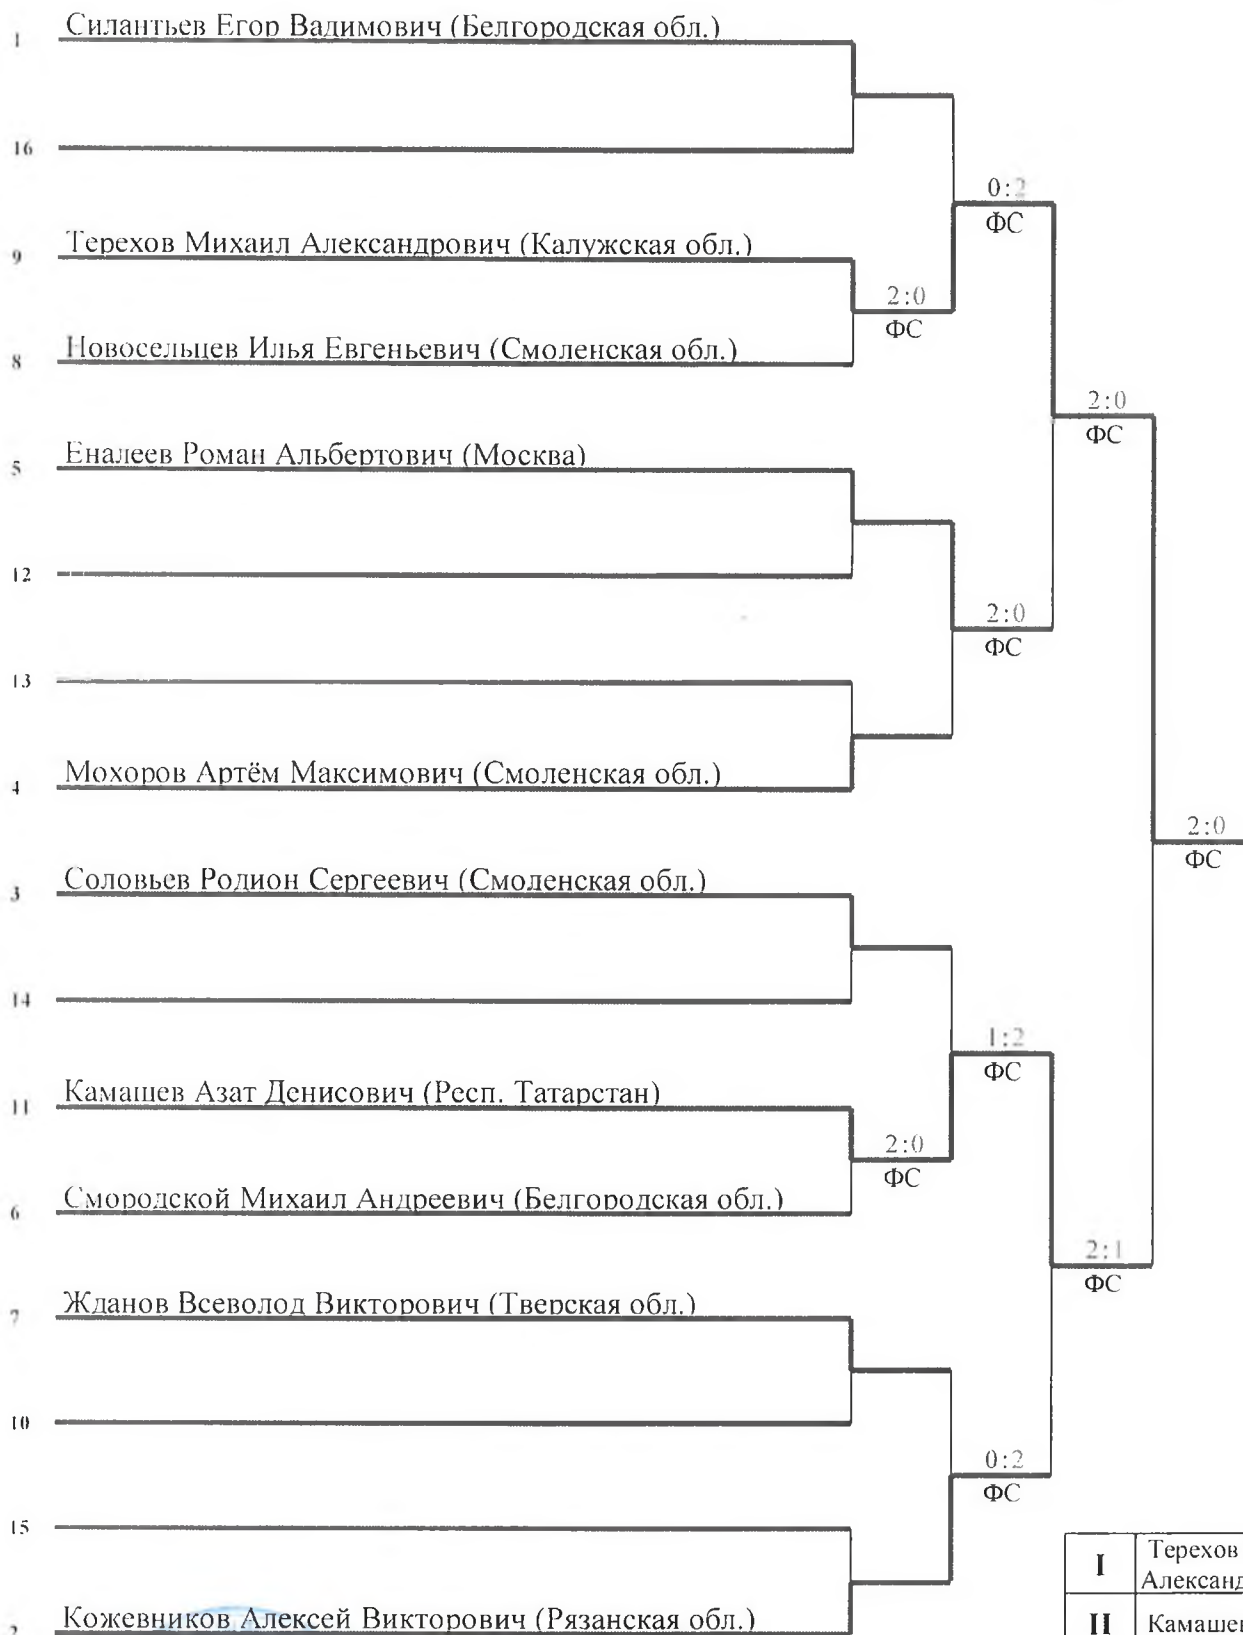 1 Силантьев Егор Вадимович (Белгородская обл.)
16
0:2
ФС
9 Терехов Михаил Александрович (Калужская обл.)
2:0
ФС
8 Новосельцев Илья Евгеньевич (Смоленская обл.)
2:0
ФС
5 Еналеев Роман Альбертович (Москва)
12
2:0
ФС
13
4 Мохоров Артём Максимович (Смоленская обл.)
2:0
ФС
3 Соловьев Родион Сергеевич (Смоленская обл.)
14
1:2
ФС
11 Камашев Азат Денисович (Респ. Татарстан)
2:0
ФС
6 Смородской Михаил Андреевич (Белгородская обл.)
2:1
ФС
7 Жданов Всеволод Викторович (Тверская обл.)
10
0:2
ФС
15
I Терехов
Александ
2 Кожевников Алексей Викторович (Рязанская обл.)
II Камашев